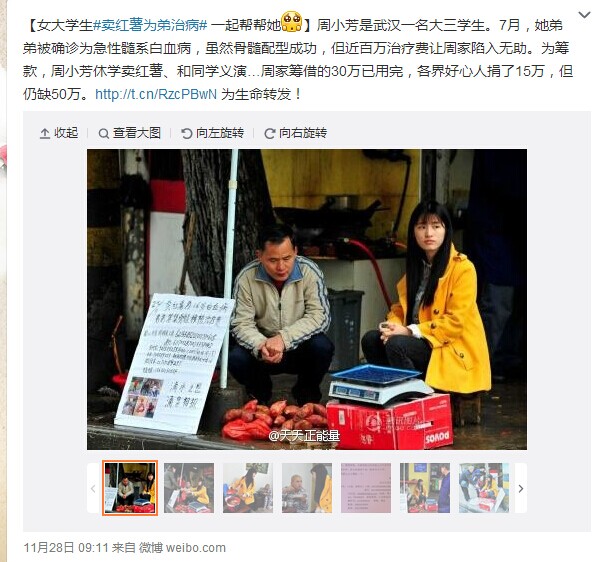 【女大学生#卖红薯为弟治病# 一起帮帮她】周小芳是武汉一名大三学生。7月，她弟
弟被确诊为急性髓系白血病，虽然骨髓配型成功，但近百万治疗费让周家陷入无助。为筹
款，周小芳休学卖红薯、和同学义演…周家筹借的30万已用完，各界好心人捐了15万，但
仍缺50万。http://t.cn/RzcPBwN 为生命转发！
收起 查看大图 向左旋转 向右旋转
腾讯图片
POVOS
@天天正能量
11月28日 09:11 来自 微博 weibo.com